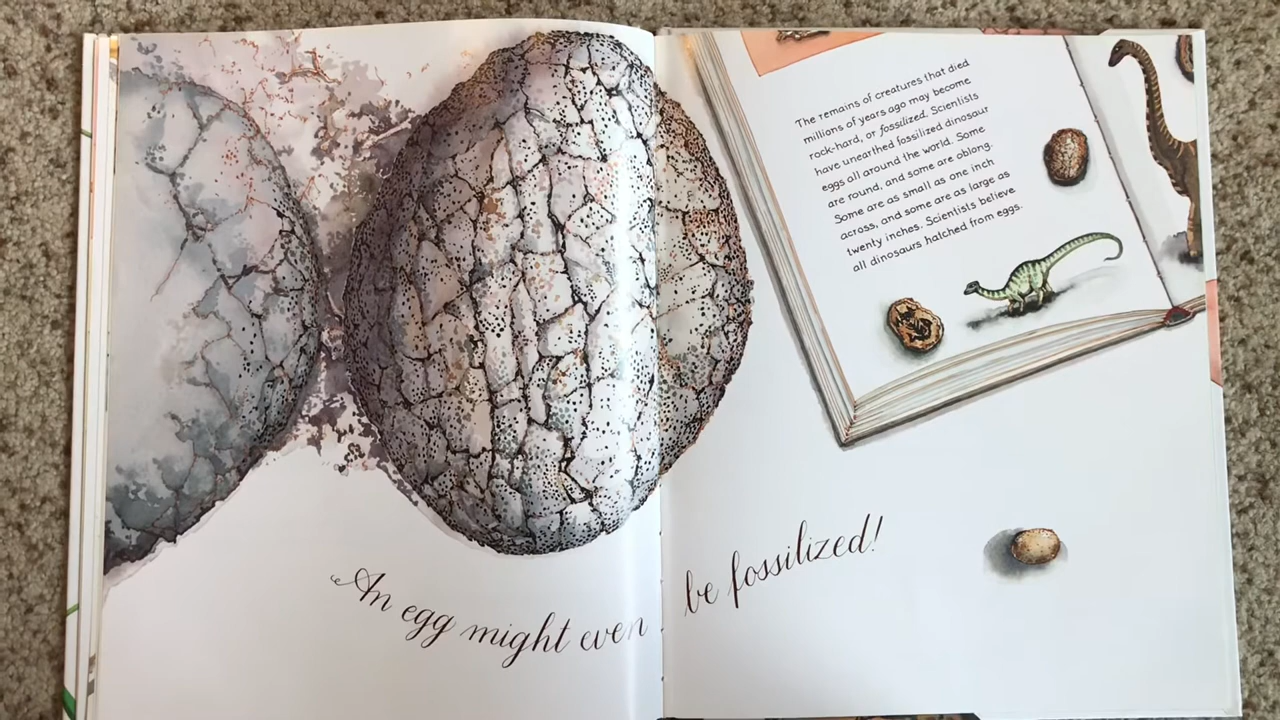 The remains of creatures that died
millions of years ago may become
rock-hard, or fossilized. Scientists
have unearthed fossilized dinosaur
eggs all around the world. Some
are round, and some are oblong.
Some are as small as one inch
across, and some are as large as
twenty inches. Scientists believe
all dinosaurs hatched from eggs.
An egg might even be fossilized!